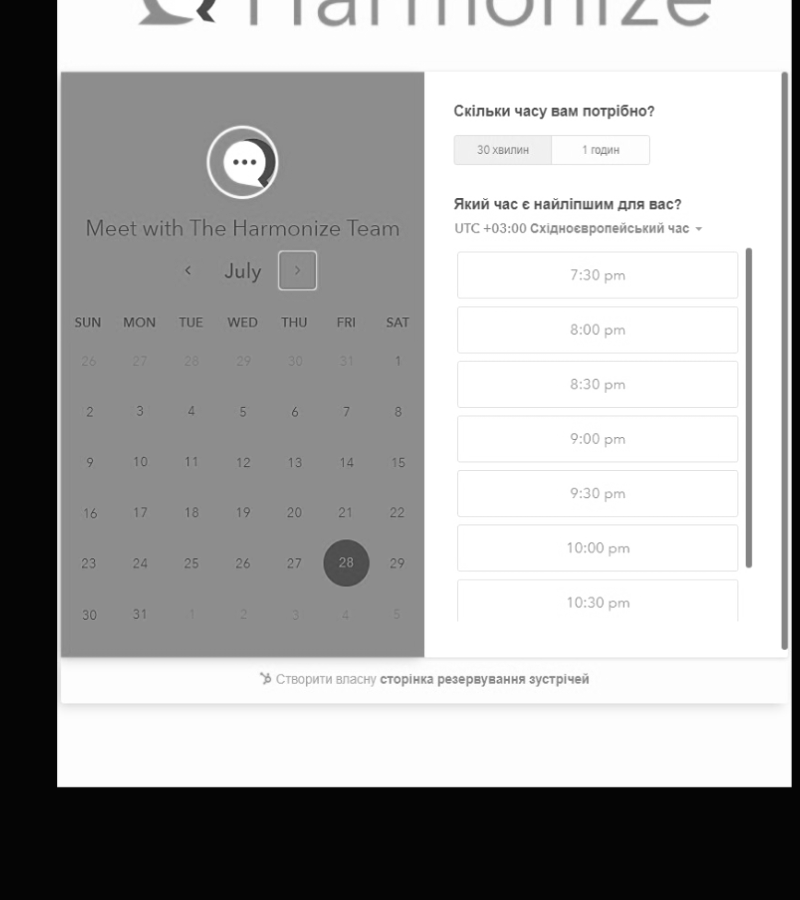 Harmonize
Meet with The Harmonize Team
July
SUN MON TUE WED THU FRI SAT
26 27 28 29 30 31 1
2 3 4 5 6 7 8
9 10 11 12 13 14 15
16 17 18 19 20 21 22
23 24 25 26 27 28 29
30 31 1 2 3 4 5
Скільки часу вам потрібно?
30 хвилин 1 годин
Який час є найліпшим для вас?
UTC +03:00 Східноєвропейський час
7:30 pm
8:00 pm
8:30 pm
9:00 pm
9:30 pm
10:00 pm
10:30 pm
Створити власну сторінка резервування зустрічей